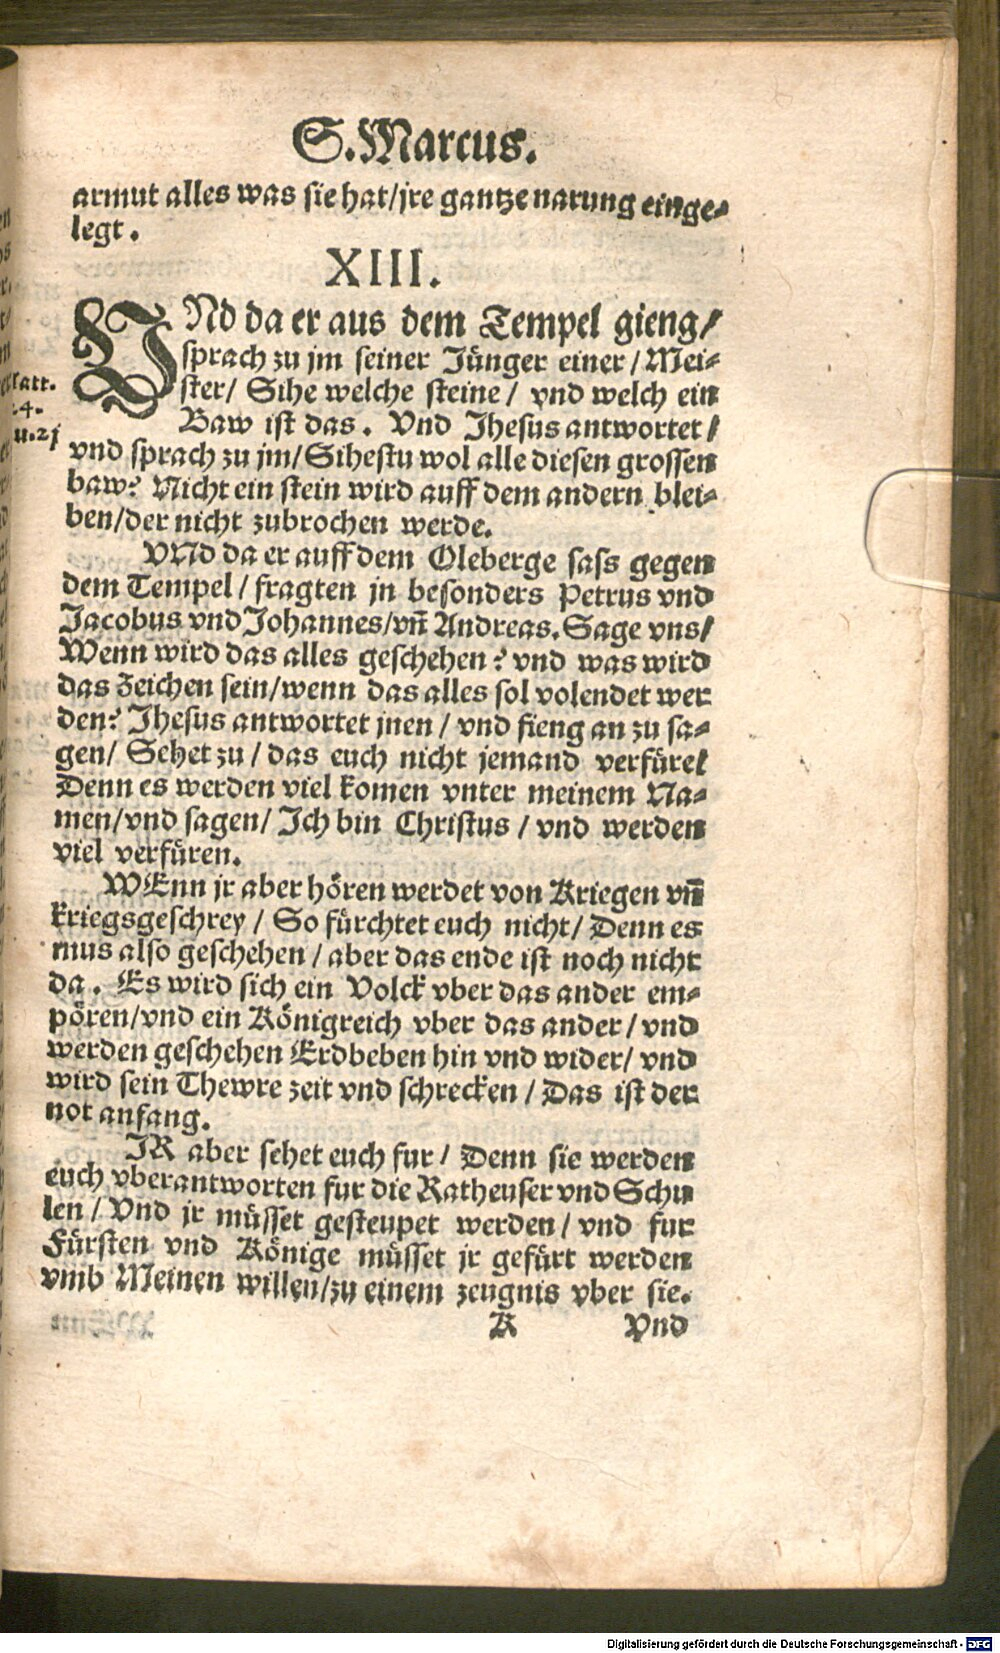 S. Marcus.
armut alles was sie hat/ jre gantze narung einge-
legt.
XIII.
VNd da er aus dem Tempel gieng/
sprach zu jm seiner Jünger einer/ Mei-
ster/ Sihe welche steine/ vnd welch ein
Baw ist das. Vnd Jhesus antwortet/
vnd sprach zu jm/ Sihestu wol alle diesen grossen
baw? Nicht ein stein wird auff dem andern blei-
ben/ der nicht zubrochen werde.
VNd da er auff dem Oleberge sass gegen
dem Tempel/ fragten jn besonders Petrus vnd
Jacobus vnd Johannes/ vn̄ Andreas. Sage vns/
Wenn wird das alles geschehen? vnd was wird
das Zeichen sein/ wenn das alles sol volendet wer
den? Jhesus antwortet jnen/ vnd fieng an zu sa-
gen/ Sehet zu/ das euch nicht jemand verfüre/
Denn es werden viel komen vnter meinem Na-
men/ vnd sagen/ Ich bin Christus/ vnd werden
viel verfüren.
WEnn jr aber hören werdet von Kriegen vn̄
kriegsgeschrey/ So fürchtet euch nicht/ Denn es
mus also geschehen/ aber das ende ist noch nicht
da. Es wird sich ein Volck vber das ander em-
pören/ vnd ein Königreich vber das ander/ vnd
werden geschehen Erdbeben hin vnd wider/ vnd
wird sein Thewre zeit vnd schrecken/ Das ist der
not anfang.
IR aber sehet euch fur/ Denn sie werden
euch vberantworten fur die Ratheuser vnd Schu
len/ Vnd jr müsset gesteupet werden/ vnd fur
Fürsten vnd Könige müsset jr gefürt werden
vmb Meinen willen/ zu einem zeugnis vber sie.
K Vnd
att.
24.
u. 21
Digitalisierung gefördert durch die Deutsche Forschungsgemeinschaft - DFG